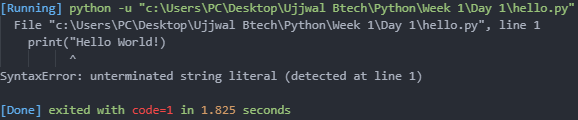 [Running] python -u "c:\Users\PC\Desktop\Ujjwal Btech\Python\Week 1\Day 1\hello.py"
  File "c:\Users\PC\Desktop\Ujjwal Btech\Python\Week 1\Day 1\hello.py", line 1
    print("Hello World!)
          ^
SyntaxError: unterminated string literal (detected at line 1)
[Done] exited with code=1 in 1.825 seconds